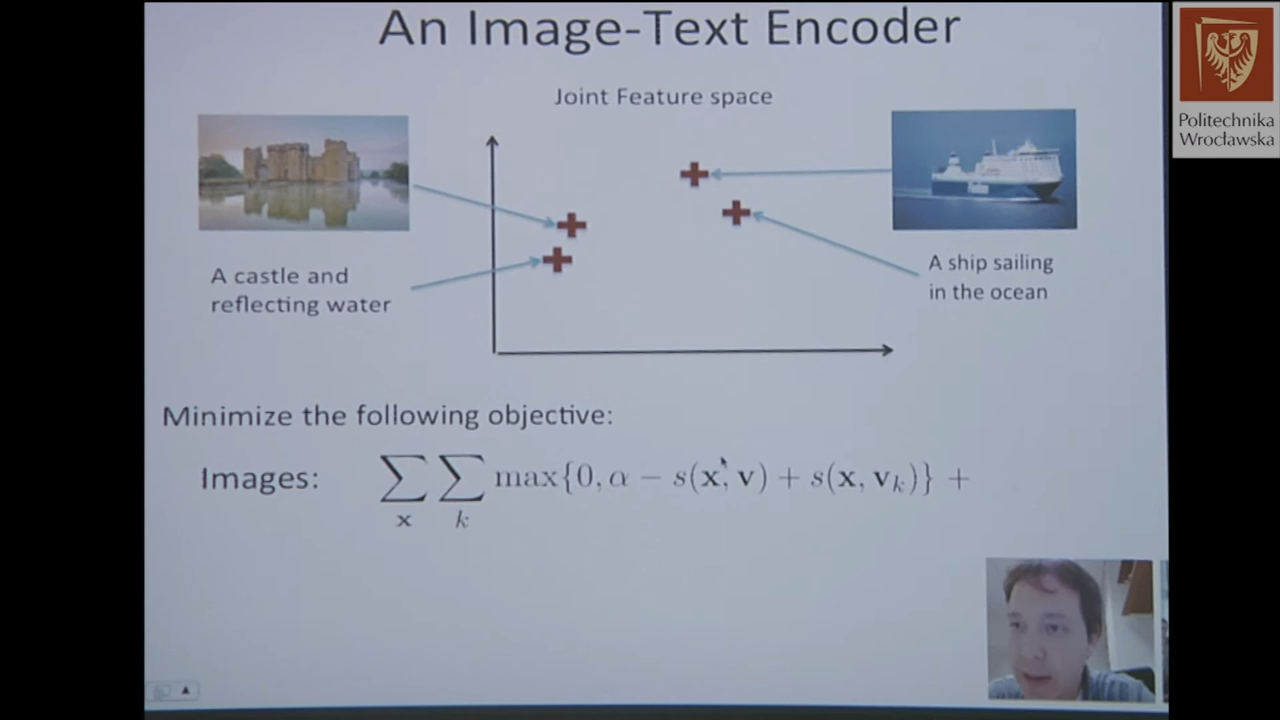 An Image-Text Encoder
Joint Feature space
Politechnika
Wrocławska
A castle and
reflecting water
A ship sailing
in the ocean
Minimize the following objective:
Images: ∑ₓ ∑ₖ max{0, α − s(x, v) + s(x, vₖ)} +